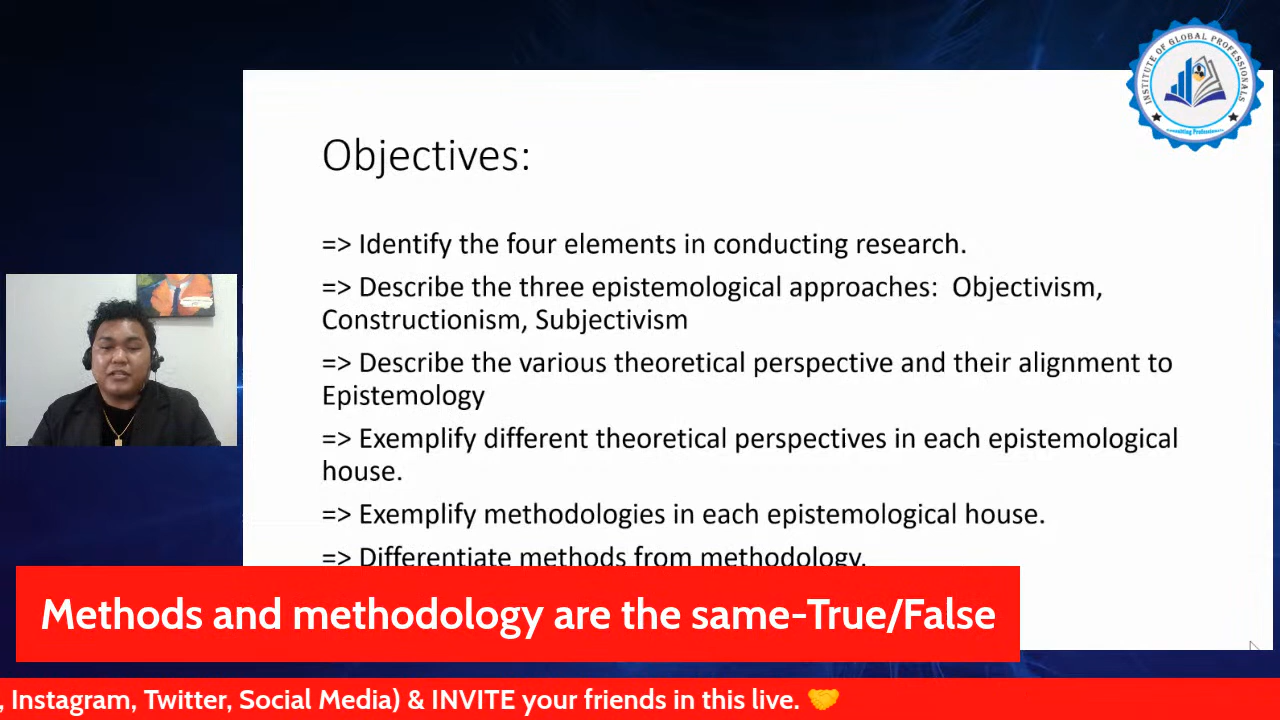 INSTITUTE OF GLOBAL PROFESSIONALS
Consulting Professionals
Objectives:
=> Identify the four elements in conducting research.
=> Describe the three epistemological approaches:  Objectivism,
Constructionism, Subjectivism
=> Describe the various theoretical perspective and their alignment to
Epistemology
=> Exemplify different theoretical perspectives in each epistemological
house.
=> Exemplify methodologies in each epistemological house.
=> Differentiate methods from methodology.
Methods and methodology are the same-True/False
, Instagram, Twitter, Social Media) & INVITE your friends in this live. 🤝